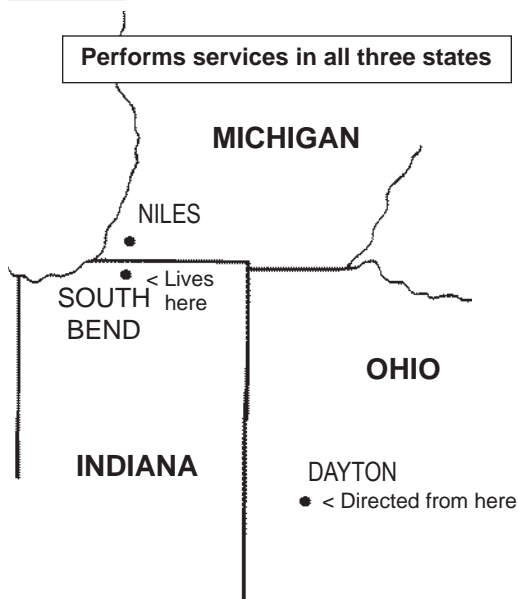 Performs services in all three states
MICHIGAN
NILES
< Lives
here
SOUTH
BEND
OHIO
INDIANA
DAYTON
< Directed from here